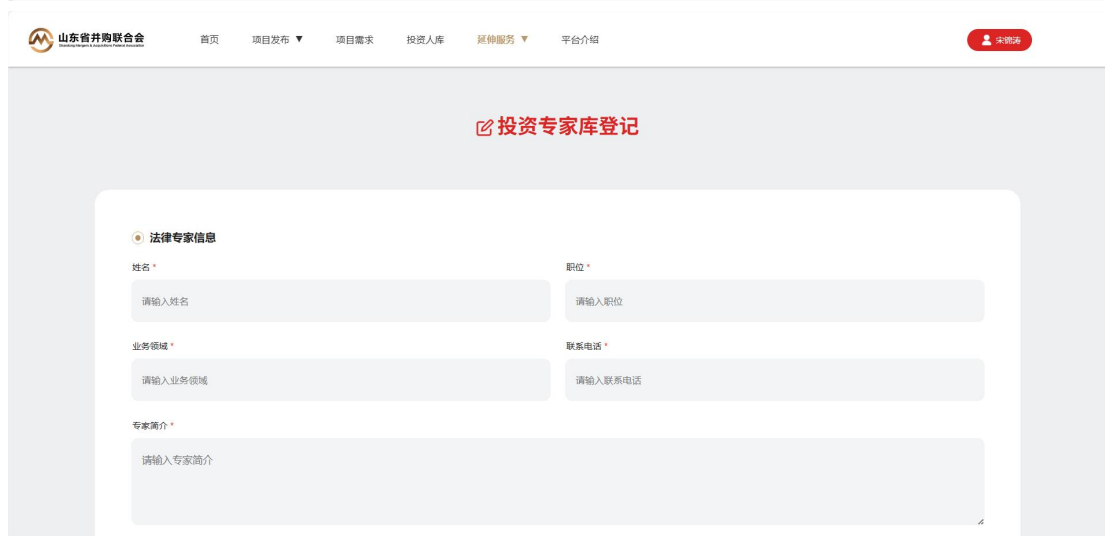 山东省并购联合会
首页 项目发布 ▼ 项目需求 投资人库 延伸服务 ▼ 平台介绍
宋锦涛
投资专家库登记
法律专家信息
姓名 * 职位 *
请输入姓名 请输入职位
业务领域 * 联系电话 *
请输入业务领域 请输入联系电话
专家简介 *
请输入专家简介